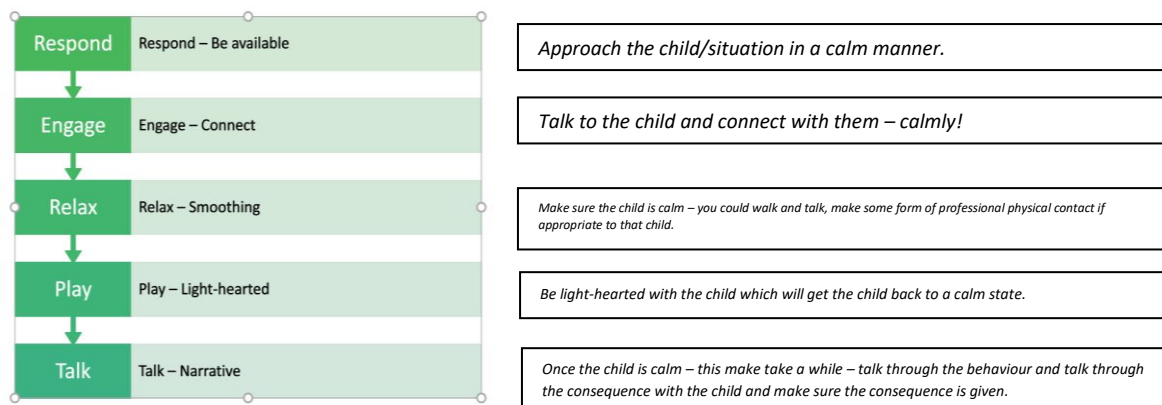 Respond
Respond – Be available
Approach the child/situation in a calm manner.
Engage
Engage – Connect
Talk to the child and connect with them – calmly!
Relax
Relax – Smoothing
Make sure the child is calm – you could walk and talk, make some form of professional physical contact if
appropriate to that child.
Play
Play – Light-hearted
Be light-hearted with the child which will get the child back to a calm state.
Talk
Talk – Narrative
Once the child is calm – this make take a while – talk through the behaviour and talk through
the consequence with the child and make sure the consequence is given.